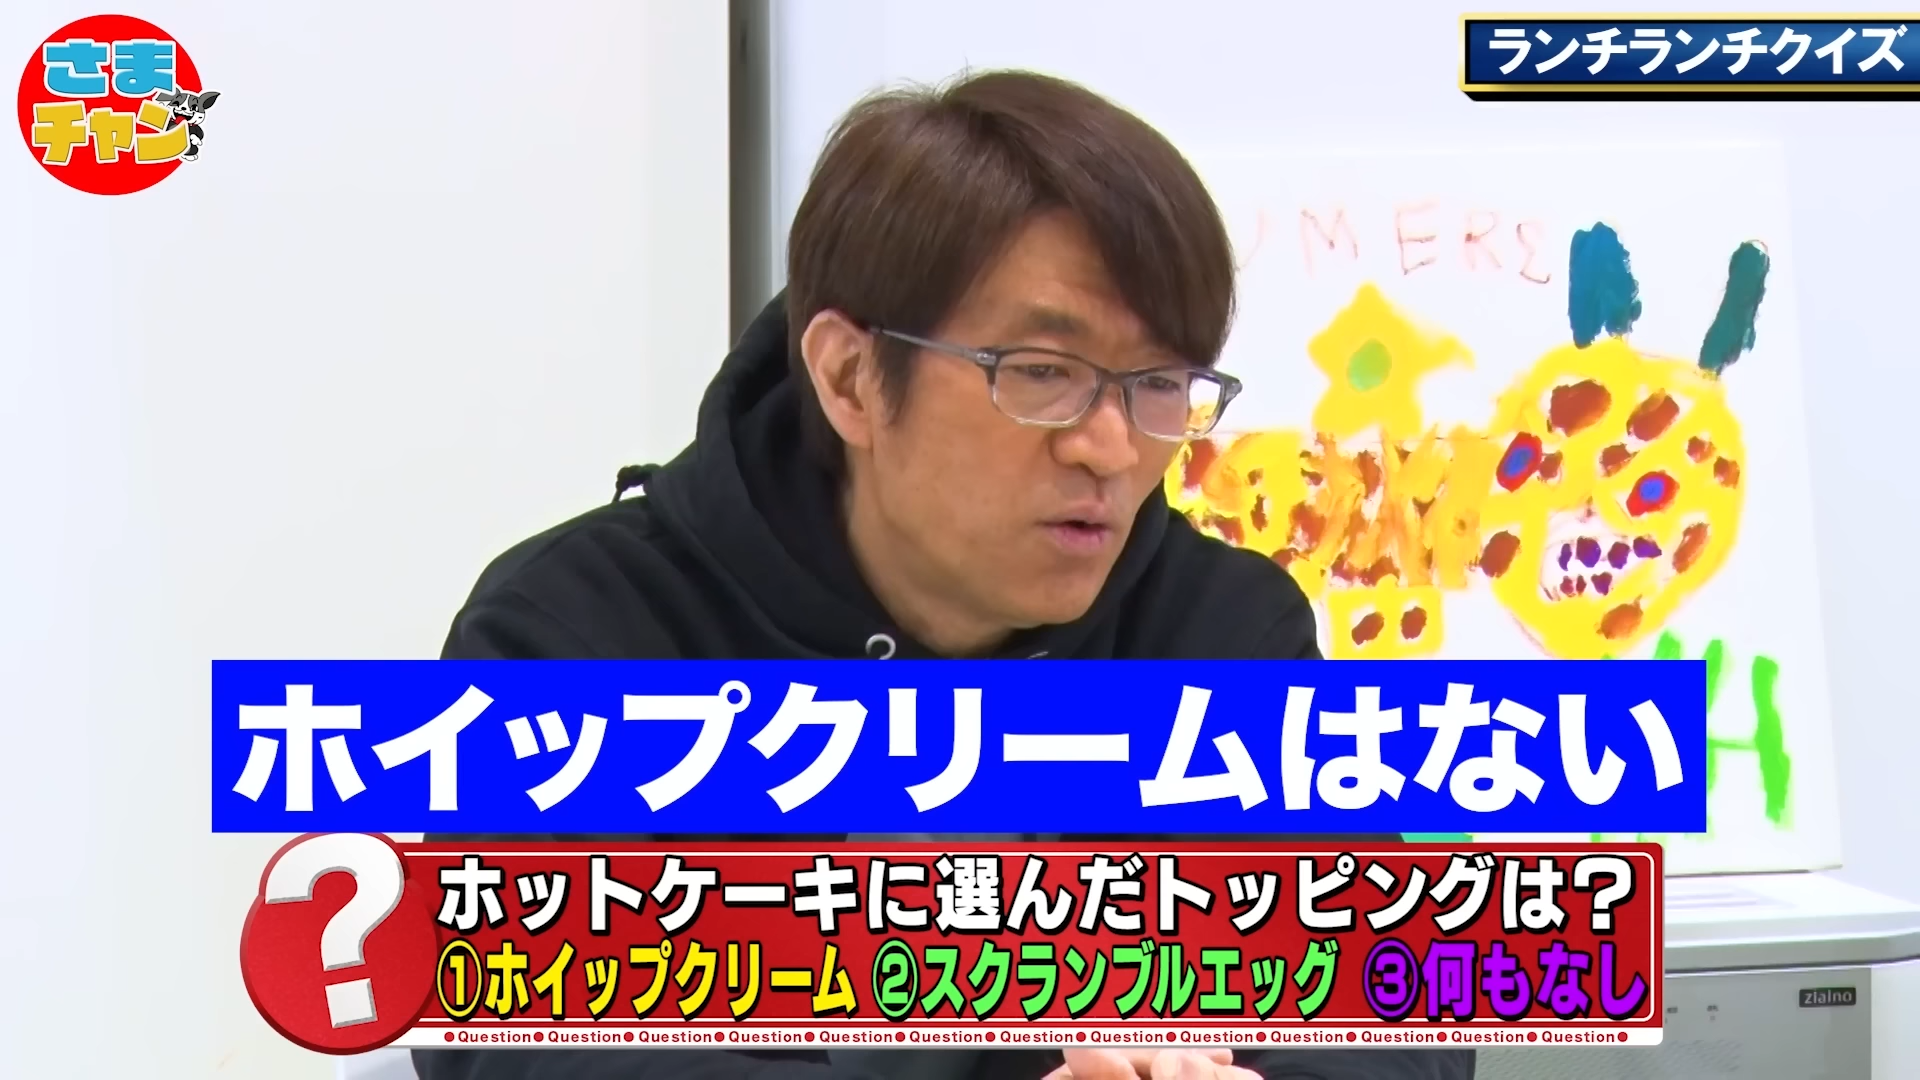 さま
チャン
ランチランチクイズ
UMERE
ホイップクリームはない
?
ホットケーキに選んだトッピングは?
①ホイップクリーム ②スクランブルエッグ ③何もなし
●Question●Question●Question●Question●Question●Question●Question●Question●Question●Question●Question●Question●Question●
ziaino